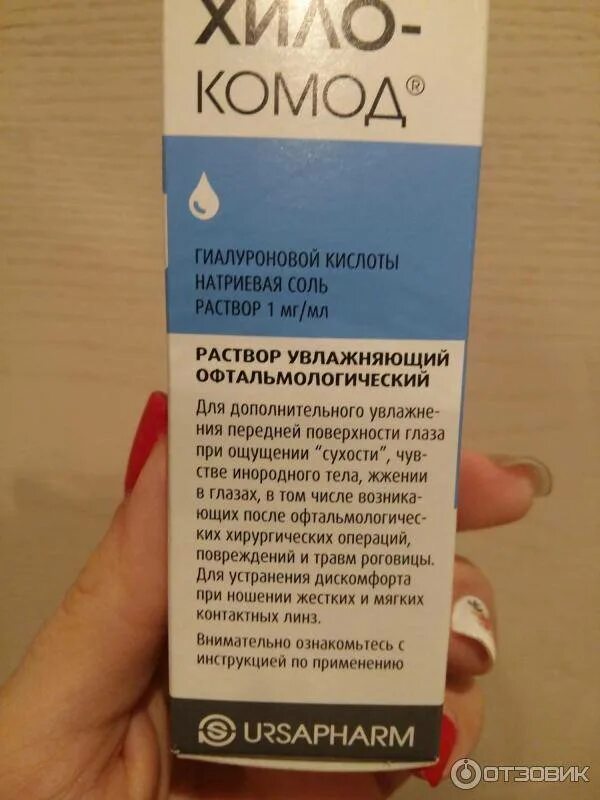 ХИЛО-
КОМОД®
ГИАЛУРОНОВОЙ КИСЛОТЫ
НАТРИЕВАЯ СОЛЬ
РАСТВОР 1 мг/мл
РАСТВОР УВЛАЖНЯЮЩИЙ
ОФТАЛЬМОЛОГИЧЕСКИЙ
Для дополнительного увлажне-
ния передней поверхности глаза
при ощущении "сухости", чув-
стве инородного тела, жжении
в глазах, в том числе возника-
ющих после офтальмологичес-
ких хирургических операций,
повреждений и травм роговицы.
Для устранения дискомфорта
при ношении жестких и мягких
контактных линз.
Внимательно ознакомьтесь с
инструкцией по применению
URSAPHARM
ОТЗОВИК